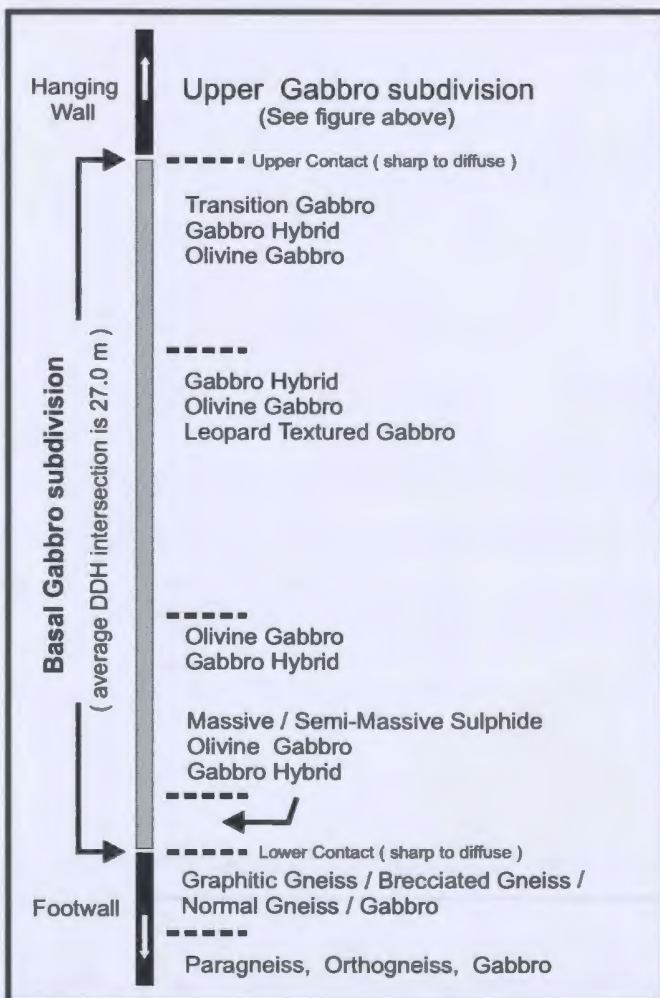 Hanging
Wall
Upper Gabbro subdivision
(See figure above)
Upper Contact ( sharp to diffuse )
Transition Gabbro
Gabbro Hybrid
Olivine Gabbro
Basal Gabbro subdivision
( average DDH intersection is 27.0 m )
Gabbro Hybrid
Olivine Gabbro
Leopard Textured Gabbro
Olivine Gabbro
Gabbro Hybrid
Massive / Semi-Massive Sulphide
Olivine Gabbro
Gabbro Hybrid
Lower Contact ( sharp to diffuse )
Footwall
Graphitic Gneiss / Brecciated Gneiss /
Normal Gneiss / Gabbro
Paragneiss, Orthogneiss, Gabbro